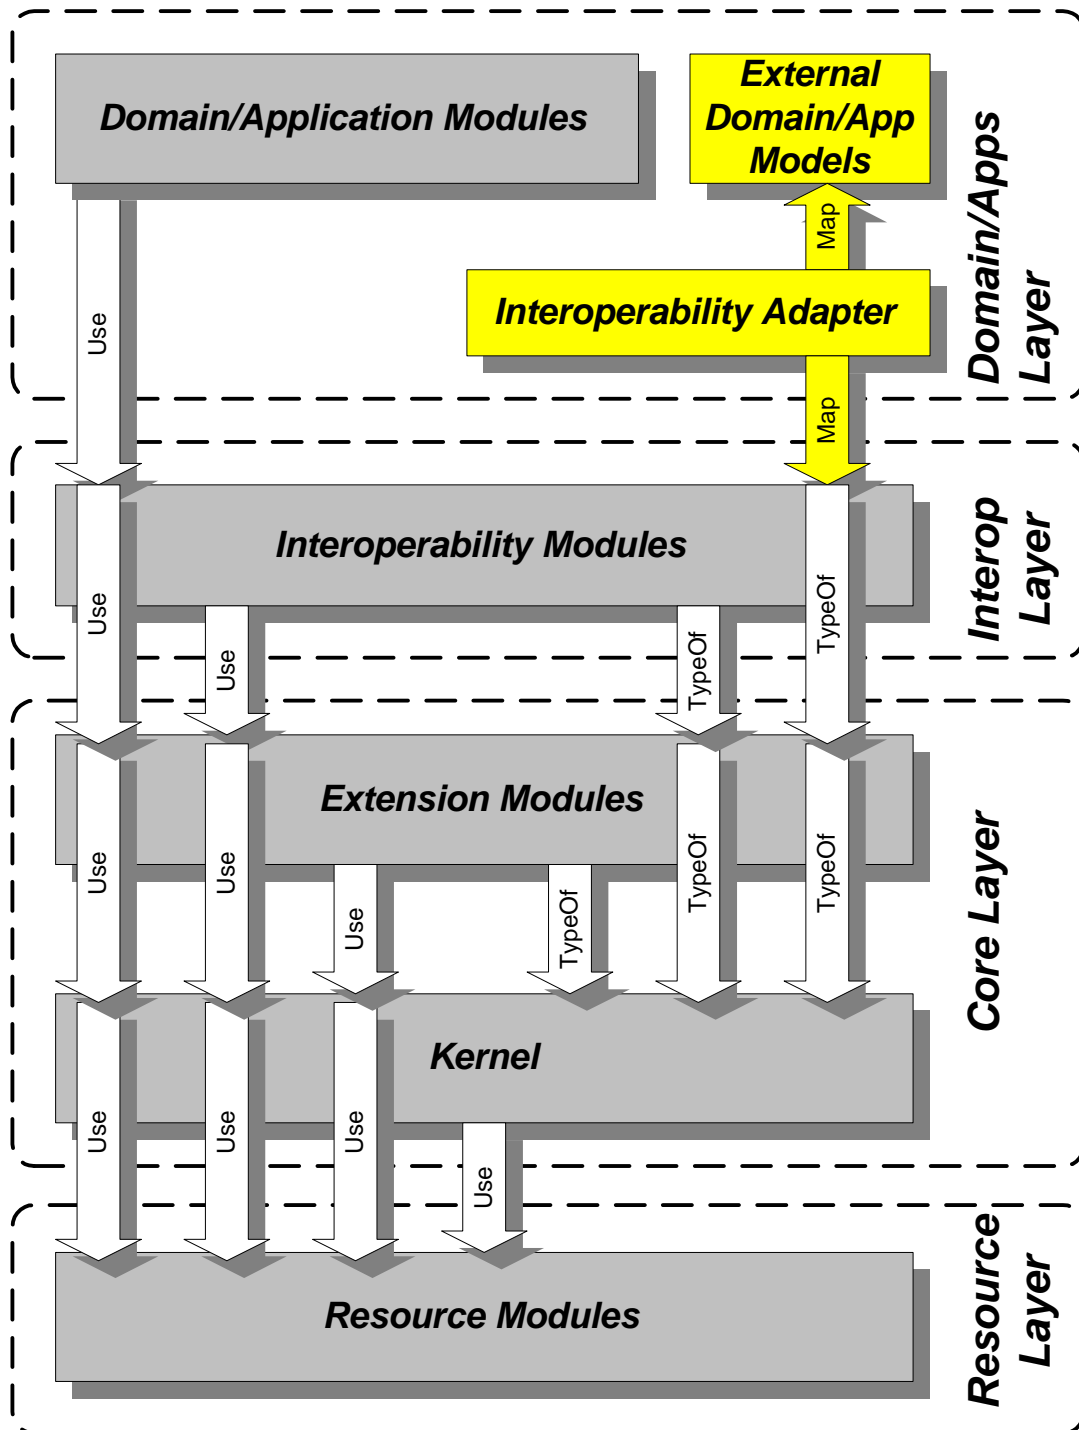 Domain/Application Modules
External
Domain/App
Models
Domain/Apps
Layer
Map
Use
Interoperability Adapter
Map
Interoperability Modules
Interop
Layer
Use
TypeOf
Use
TypeOf
Extension Modules
Core Layer
Use
Use
TypeOf
TypeOf
Use
TypeOf
Kernel
Use
Use
Use
Use
Resource Modules
Resource
Layer